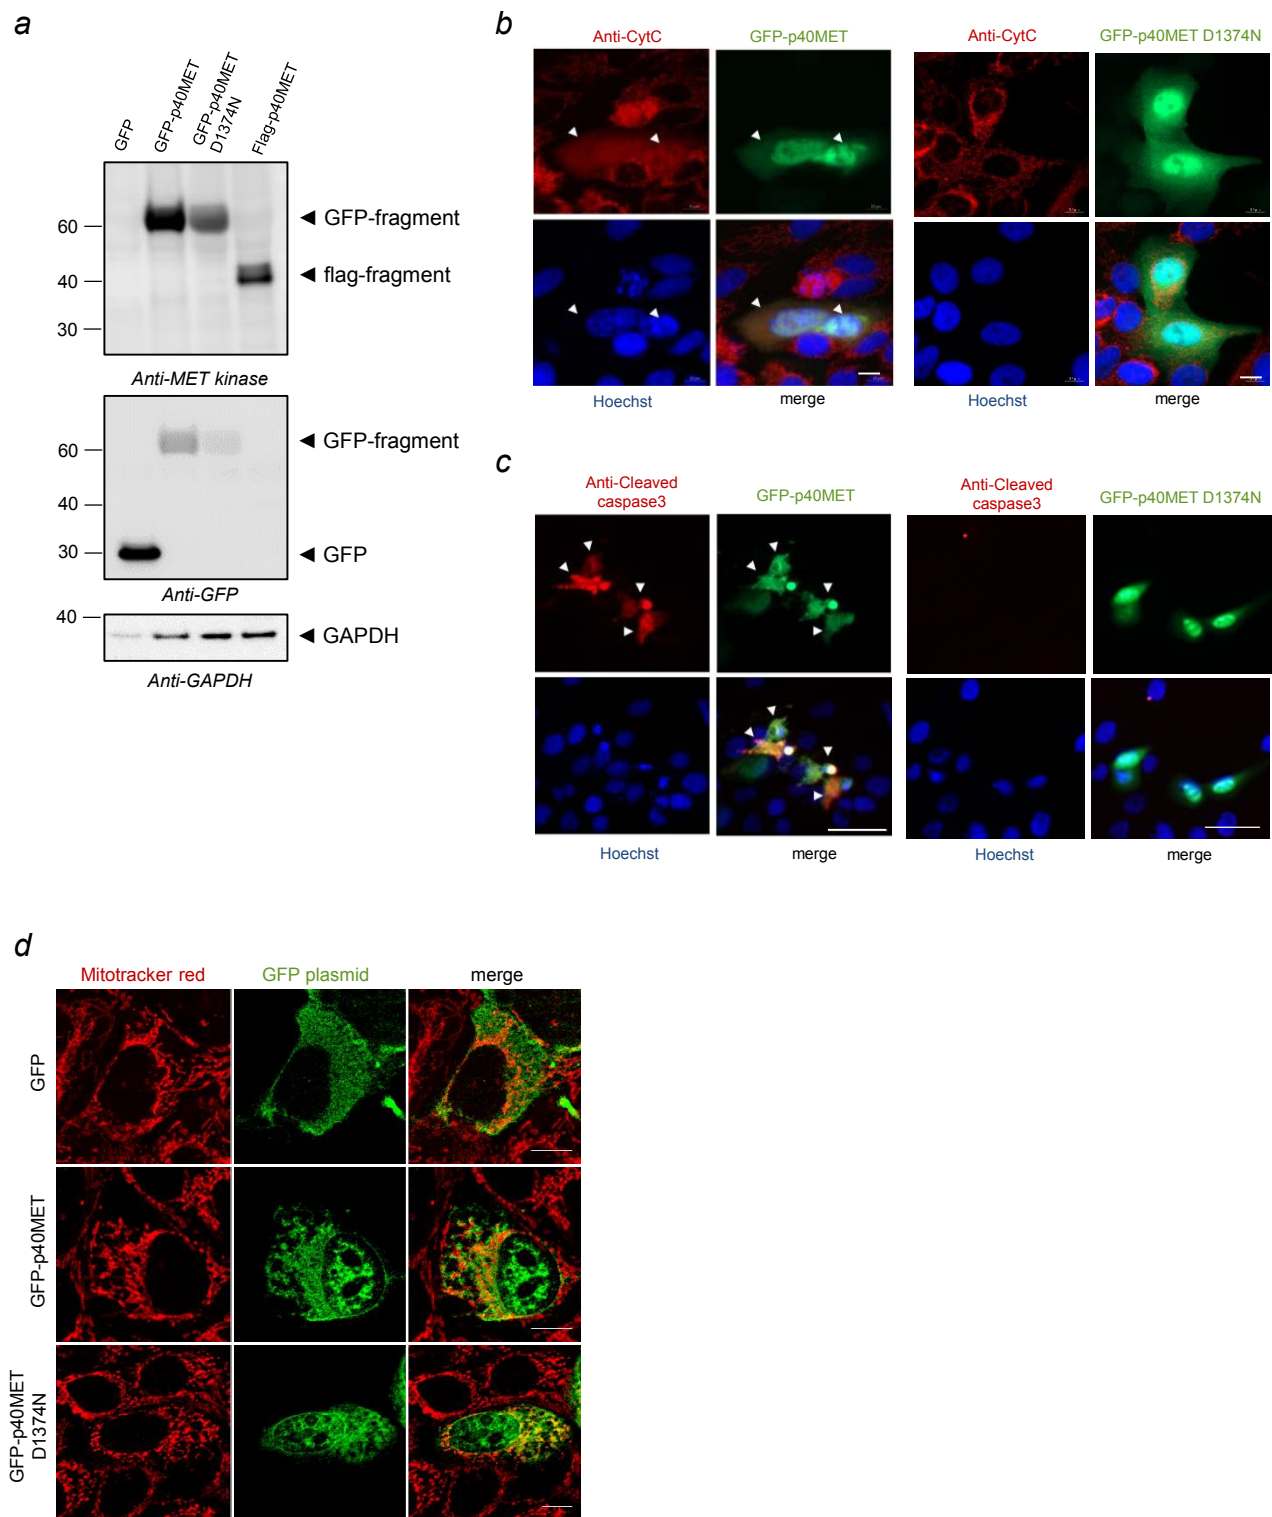 a
GFP
GFP-p40MET
GFP-p40MET
D1374N
Flag-p40MET
60
40
30
GFP-fragment
flag-fragment
Anti-MET kinase
60
40
30
GFP-fragment
GFP
Anti-GFP
40
GAPDH
Anti-GAPDH
b
Anti-CytC
GFP-p40MET
Anti-CytC
GFP-p40MET D1374N
Hoechst
merge
Hoechst
merge
c
Anti-Cleaved
caspase3
GFP-p40MET
Anti-Cleaved
caspase3
GFP-p40MET D1374N
Hoechst
merge
Hoechst
merge
d
Mitotracker red
GFP plasmid
merge
GFP
GFP-p40MET
GFP-p40MET
D1374N